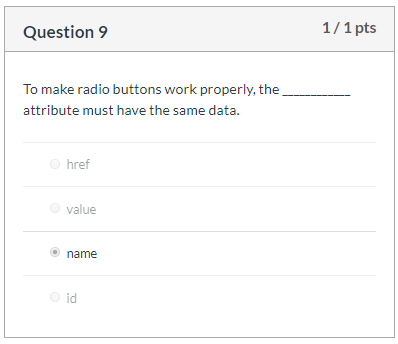 Question 9
1 / 1 pts
To make radio buttons work properly, the ____________
attribute must have the same data.
href
value
name
id